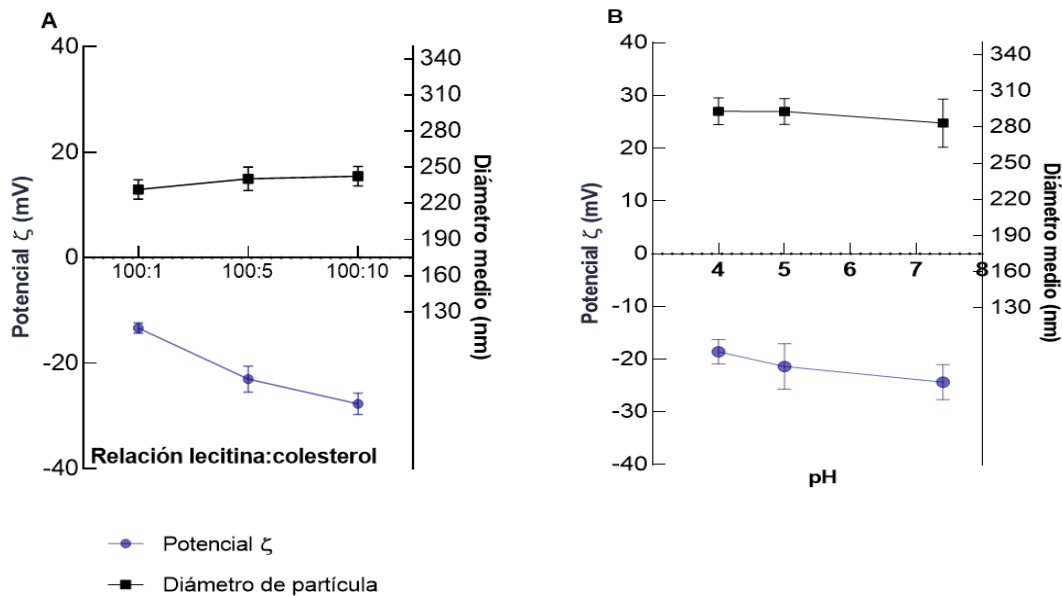 A
40
20
0
-20
-40
Potencial ζ (mV)
340
310
280
250
220
190
160
130
Diámetro medio (nm)
100:1 100:5 100:10
Relación lecitina:colesterol
B
40
30
20
10
0
-10
-20
-30
-40
Potencial ζ (mV)
340
310
280
250
220
190
160
130
Diámetro medio (nm)
4 5 6 7 8
pH
Potencial ζ
Diámetro de partícula